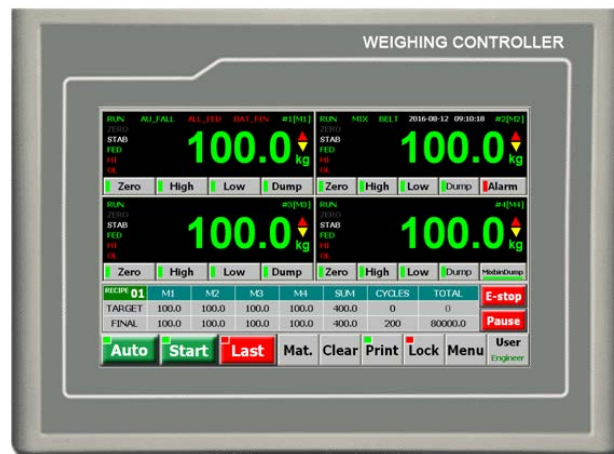 WEIGHING CONTROLLER
RUN AU_FALL ALL_FED BAT_FIN #1[M1]
ZERO
STAB
FED
HI
OL
100.0 kg
Zero High Low Dump
RUN MIX BELT 2016-08-12 09:10:18 #2[M2]
ZERO
STAB
FED
HI
OL
100.0 kg
Zero High Low Dump Alarm
RUN #3[M3]
ZERO
STAB
FED
HI
OL
100.0 kg
Zero High Low Dump
RUN #4[M4]
ZERO
STAB
FED
HI
OL
100.0 kg
Zero High Low Dump MixbinDump
RECIPE 01 M1 M2 M3 M4 SUM CYCLES TOTAL E-stop
TARGET 100.0 100.0 100.0 100.0 400.0 0 0
FINAL 100.0 100.0 100.0 100.0 400.0 200 80000.0 Pause
Auto Start Last Mat. Clear Print Lock Menu User
Engineer